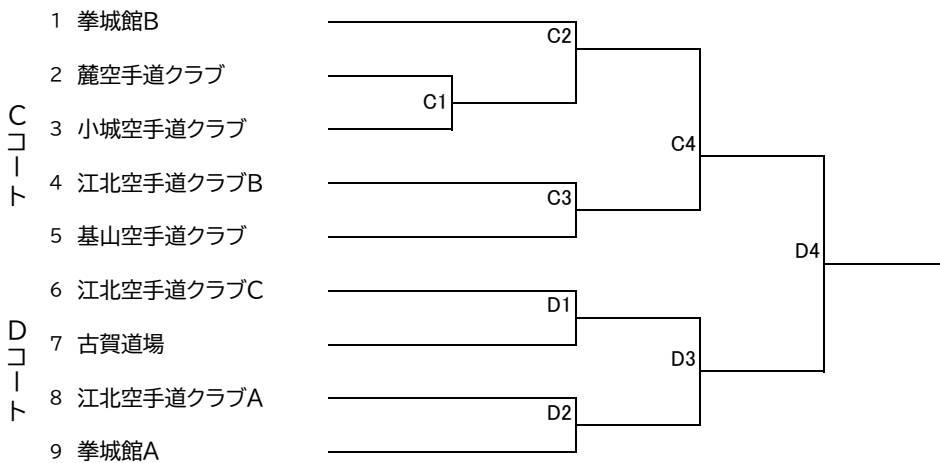 Cコート
1 拳城館B
2 麓空手道クラブ
3 小城空手道クラブ
4 江北空手道クラブB
5 基山空手道クラブ
Dコート
6 江北空手道クラブC
7 古賀道場
8 江北空手道クラブA
9 拳城館A
C2
C1
C4
C3
D4
D1
D3
D2